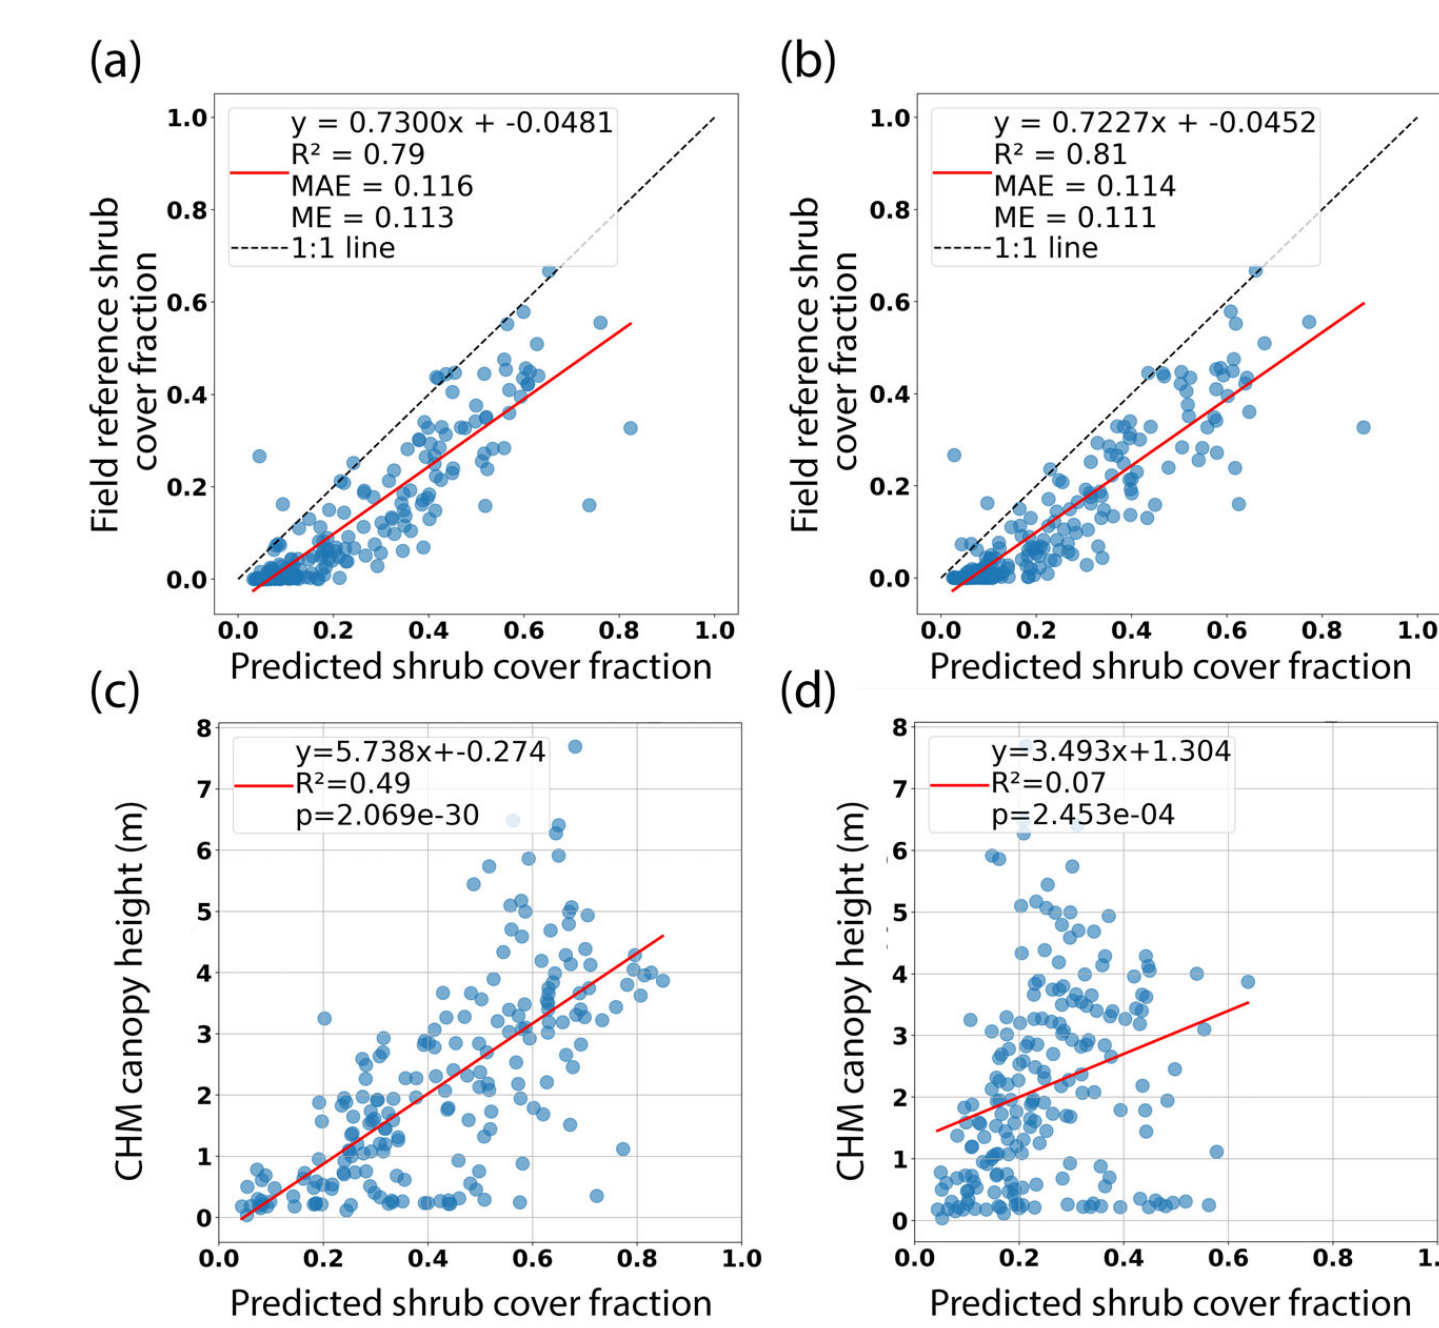 (a)
y = 0.7300x + -0.0481
R² = 0.79
MAE = 0.116
ME = 0.113
1:1 line
Field reference shrub
cover fraction
1.0
0.8
0.6
0.4
0.2
0.0
0.0 0.2 0.4 0.6 0.8 1.0
Predicted shrub cover fraction
(b)
y = 0.7227x + -0.0452
R² = 0.81
MAE = 0.114
ME = 0.111
1:1 line
Field reference shrub
cover fraction
1.0
0.8
0.6
0.4
0.2
0.0
0.0 0.2 0.4 0.6 0.8 1.0
Predicted shrub cover fraction
(c)
y=5.738x+-0.274
R²=0.49
p=2.069e-30
CHM canopy height (m)
8
7
6
5
4
3
2
1
0
0.0 0.2 0.4 0.6 0.8 1.0
Predicted shrub cover fraction
(d)
y=3.493x+1.304
R²=0.07
p=2.453e-04
CHM canopy height (m)
8
7
6
5
4
3
2
1
0
0.0 0.2 0.4 0.6 0.8 1.
Predicted shrub cover fraction